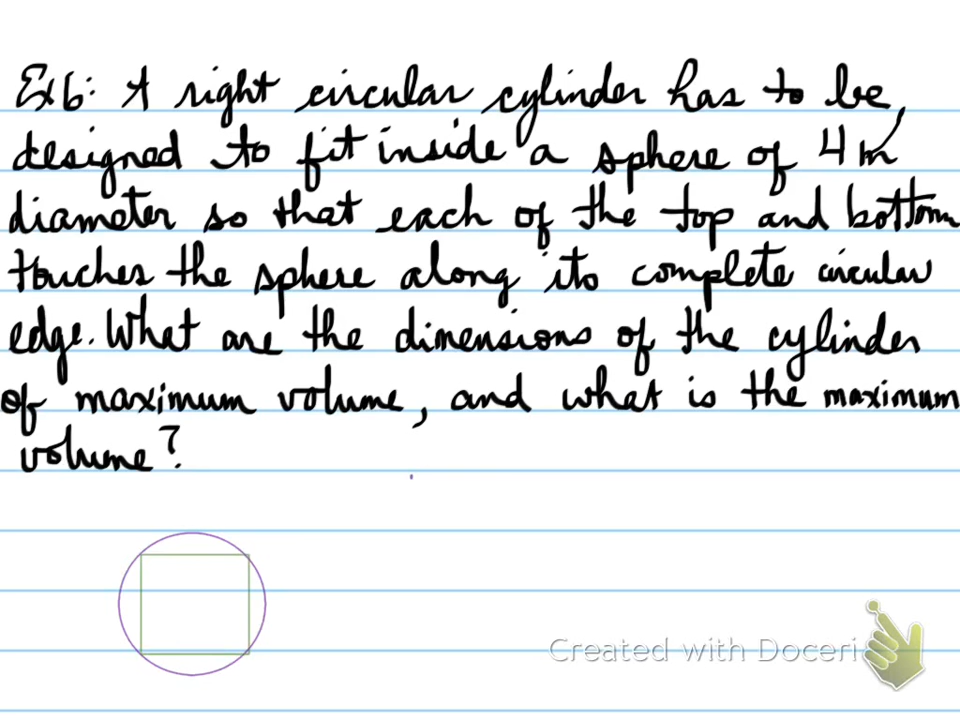 Ex6: A right circular cylinder has to be
designed to fit inside a sphere of 4m
diameter so that each of the top and bottom
touches the sphere along its complete circular
edge. What are the dimensions of the cylinder
of maximum volume, and what is the maximum
volume?
Created with Doceri